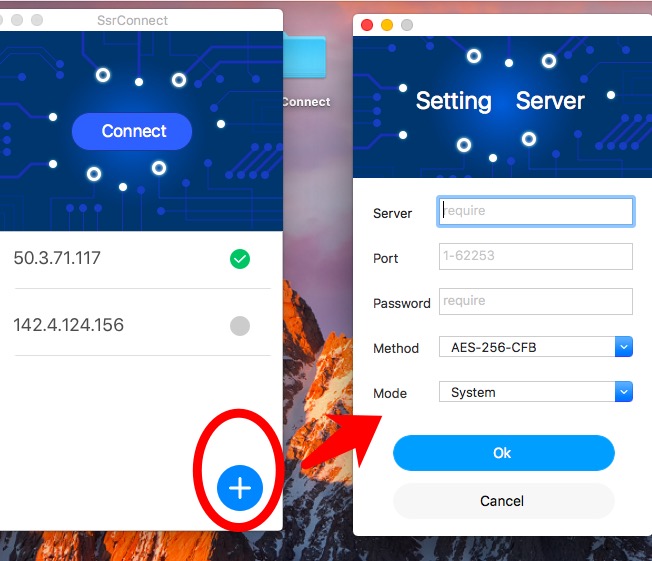 SsrConnect
Connect
50.3.71.117
142.4.124.156
Connect
Setting Server
Server require
Port 1-62253
Password require
Method AES-256-CFB
Mode System
Ok
Cancel